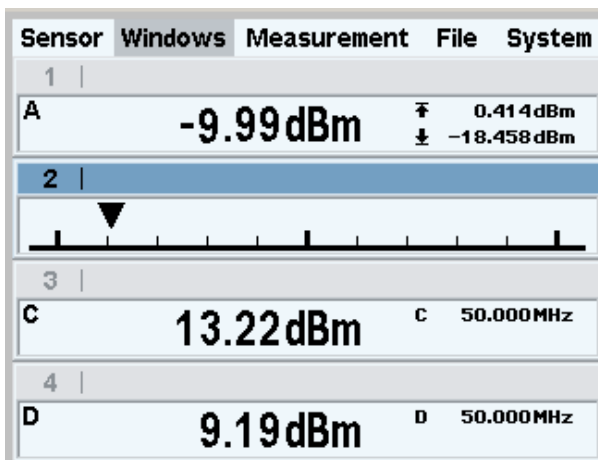 Sensor Windows Measurement File System
1 |
A -9.99dBm 0.414dBm
-18.458dBm
2 |
3 |
C 13.22dBm C 50.000MHz
4 |
D 9.19dBm D 50.000MHz